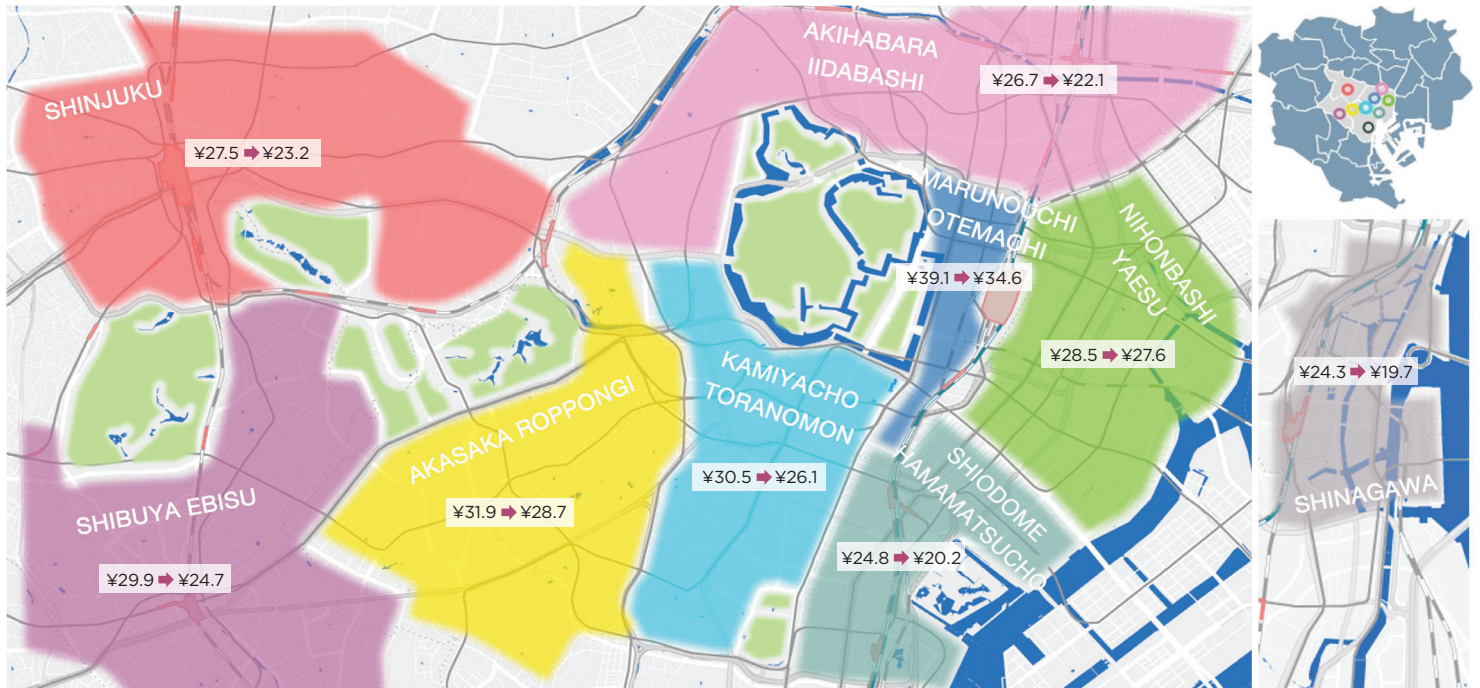 SHINJUKU
¥27.5 ➡ ¥23.2
AKIHABARA
IIDABASHI
¥26.7 ➡ ¥22.1
MARUNOUCHI
OTEMACHI
¥39.1 ➡ ¥34.6
NIHONBASHI
YAESU
¥28.5 ➡ ¥27.6
KAMIYACHO
TORANOMON
¥30.5 ➡ ¥26.1
AKASAKA ROPPONGI
¥31.9 ➡ ¥28.7
SHIBUYA EBISU
¥29.9 ➡ ¥24.7
SHIODOME
HAMAMATSUCHO
¥24.8 ➡ ¥20.2
¥24.3 ➡ ¥19.7
SHINAGAWA